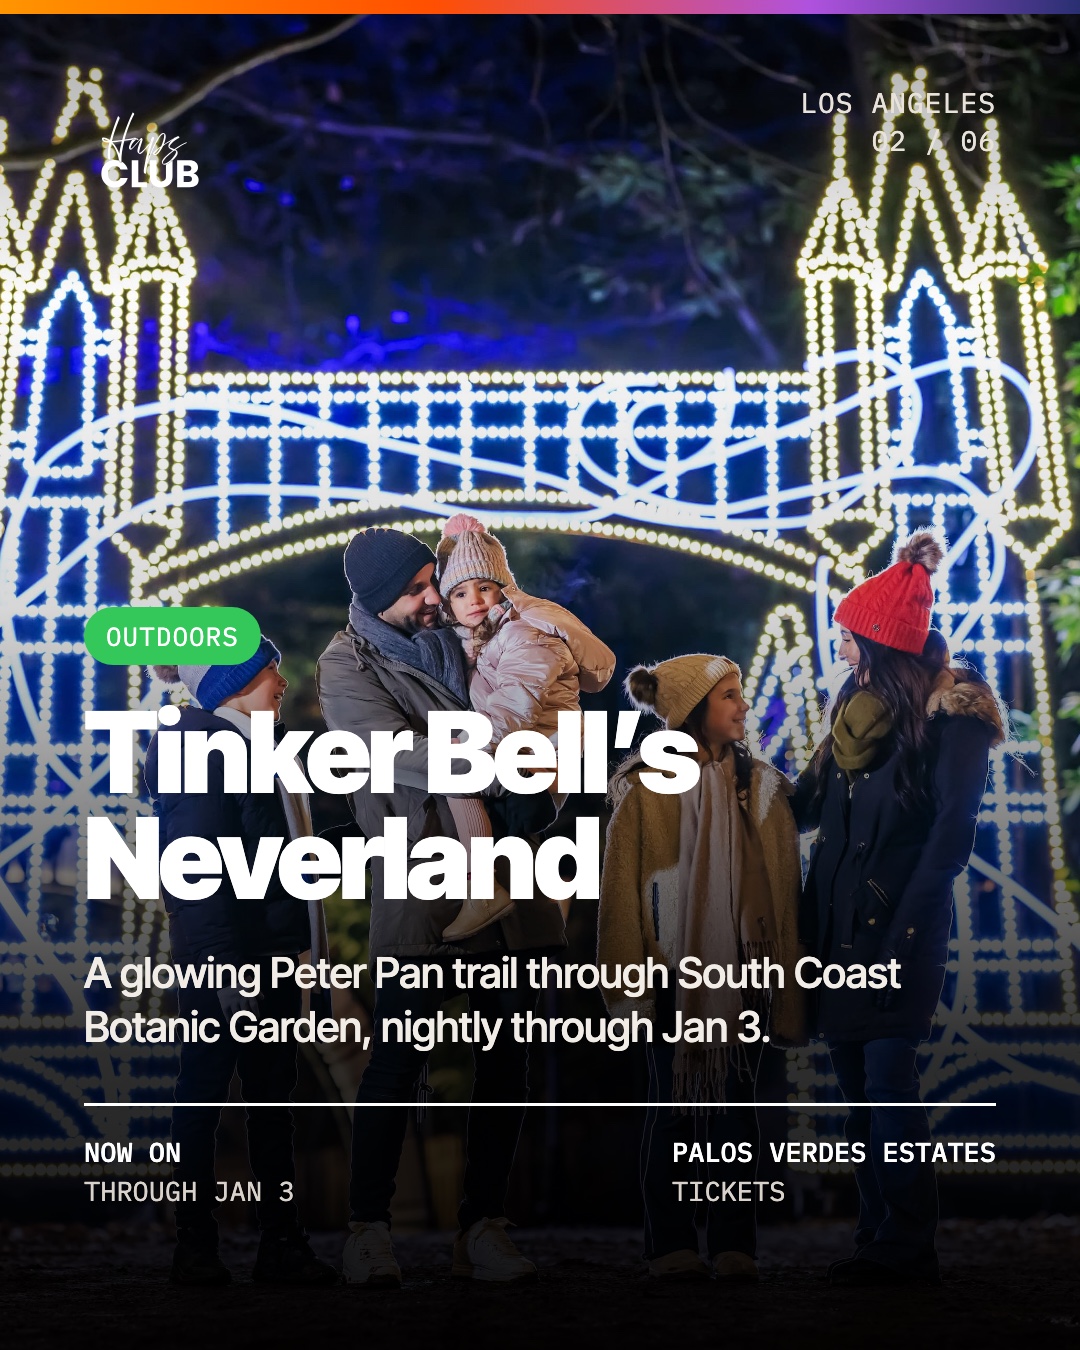 Haps
CLUB
LOS ANGELES
02 / 06
OUTDOORS
Tinker Bell’s
Neverland
A glowing Peter Pan trail through South Coast
Botanic Garden, nightly through Jan 3.
NOW ON
THROUGH JAN 3
PALOS VERDES ESTATES
TICKETS